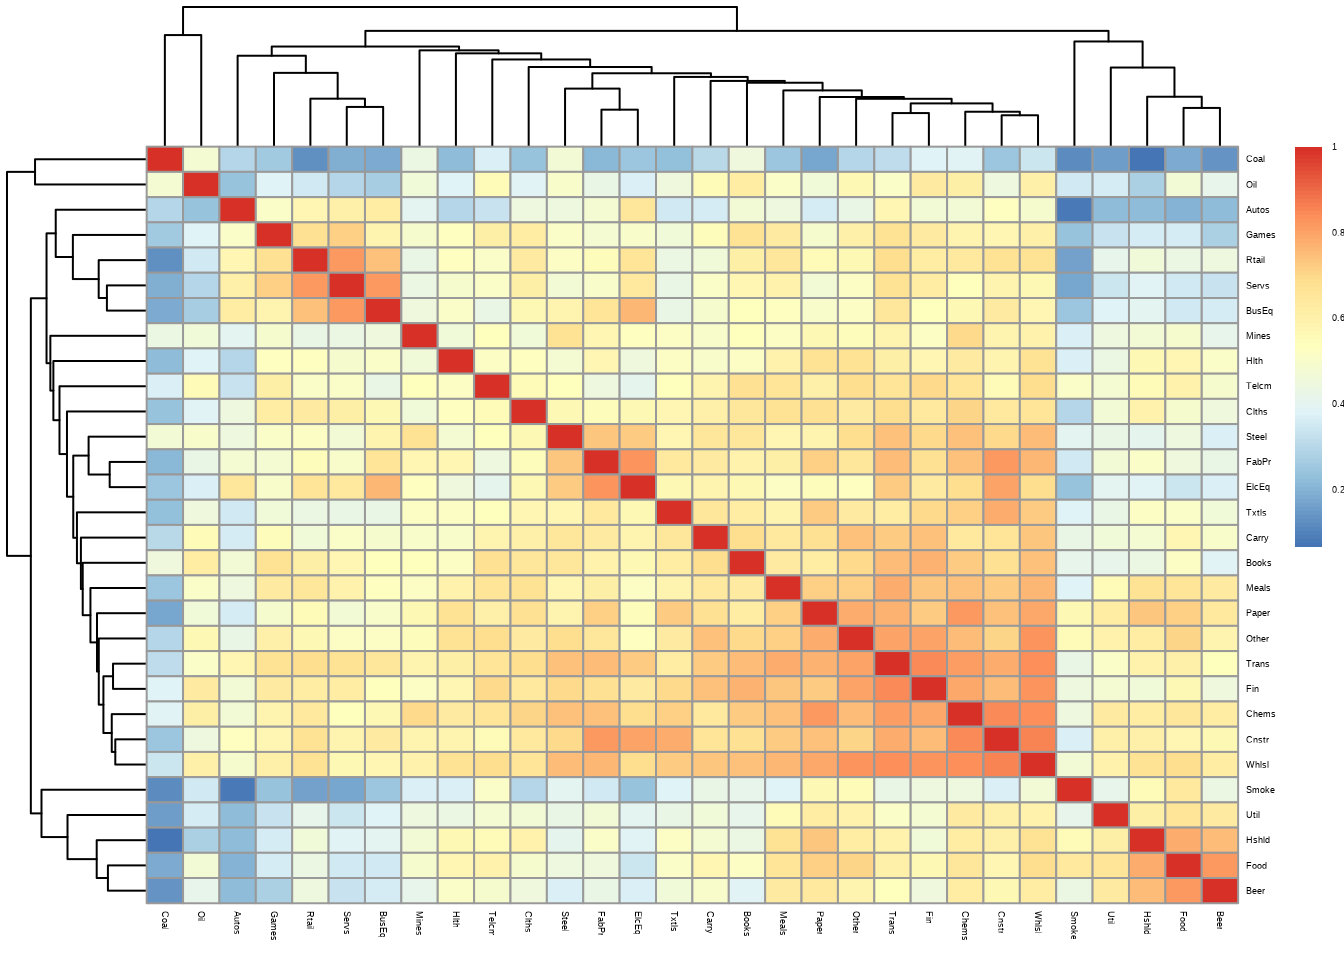 Coal
Oil
Autos
Games
Rtail
Servs
BusEq
Mines
Hlth
Telcm
Clths
Steel
FabPr
ElcEq
Txtls
Carry
Books
Meals
Paper
Other
Trans
Fin
Chems
Cnstr
Whlsl
Smoke
Util
Hshld
Food
Beer
1
0.8
0.6
0.4
0.2
Coal
Oil
Autos
Games
Rtail
Servs
BusEq
Mines
Hlth
Telcm
Clths
Steel
FabPr
ElcEq
Txtls
Carry
Books
Meals
Paper
Other
Trans
Fin
Chems
Cnstr
Whlsl
Smoke
Util
Hshld
Food
Beer